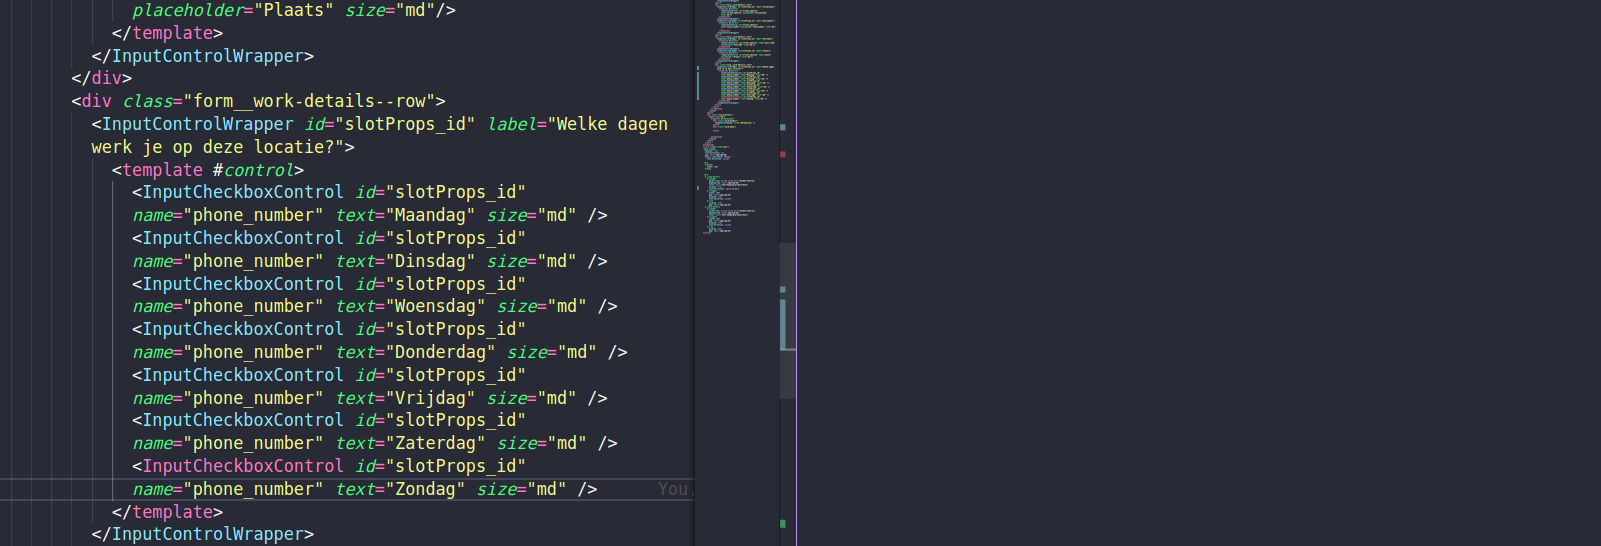 placeholder="Plaats" size="md"/>
</template>
</InputControlWrapper>
</div>
<div class="form__work-details--row">
<InputControlWrapper id="slotProps_id" label="Welke dagen
werk je op deze locatie?">
<template #control>
<InputCheckboxControl id="slotProps_id"
name="phone_number" text="Maandag" size="md" />
<InputCheckboxControl id="slotProps_id"
name="phone_number" text="Dinsdag" size="md" />
<InputCheckboxControl id="slotProps_id"
name="phone_number" text="Woensdag" size="md" />
<InputCheckboxControl id="slotProps_id"
name="phone_number" text="Donderdag" size="md" />
<InputCheckboxControl id="slotProps_id"
name="phone_number" text="Vrijdag" size="md" />
<InputCheckboxControl id="slotProps_id"
name="phone_number" text="Zaterdag" size="md" />
<InputCheckboxControl id="slotProps_id"
name="phone_number" text="Zondag" size="md" /> You,
</template>
</InputControlWrapper>